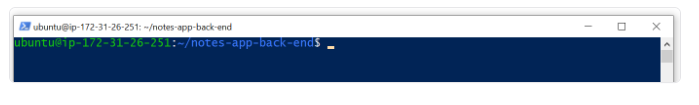 ubuntu@ip-172-31-26-251: ~/notes-app-back-end
ubuntu@ip-172-31-26-251:~/notes-app-back-end$